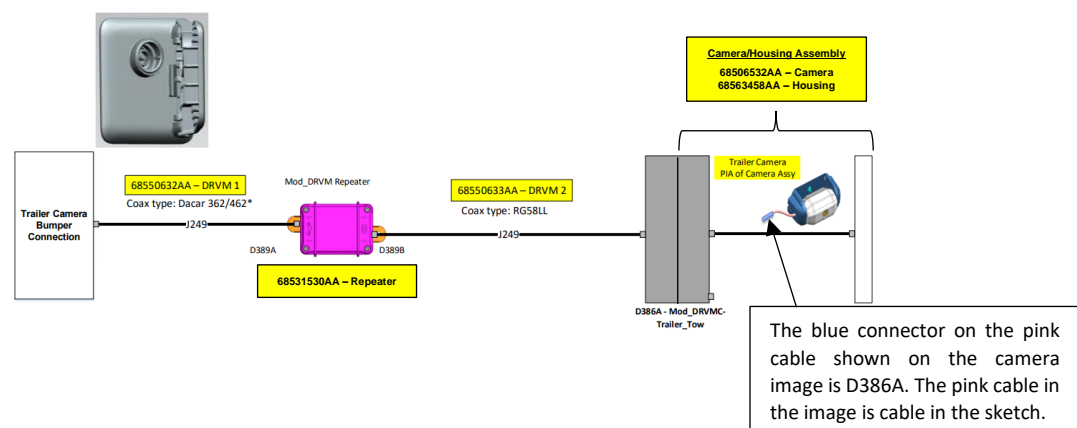 Camera/Housing Assembly
68506532AA – Camera
68563458AA – Housing
Trailer Camera
Bumper
Connection
68550632AA – DRVM 1
Coax type: Dacar 362/462*
J249
Mod_DRVM Repeater
D389A
D389B
68531530AA – Repeater
68550633AA – DRVM 2
Coax type: RG58LL
J249
Trailer Camera
PIA of Camera Assy
D386A - Mod_DRVMC-
Trailer_Tow
The blue connector on the pink
cable shown on the camera
image is D386A. The pink cable in
the image is cable in the sketch.